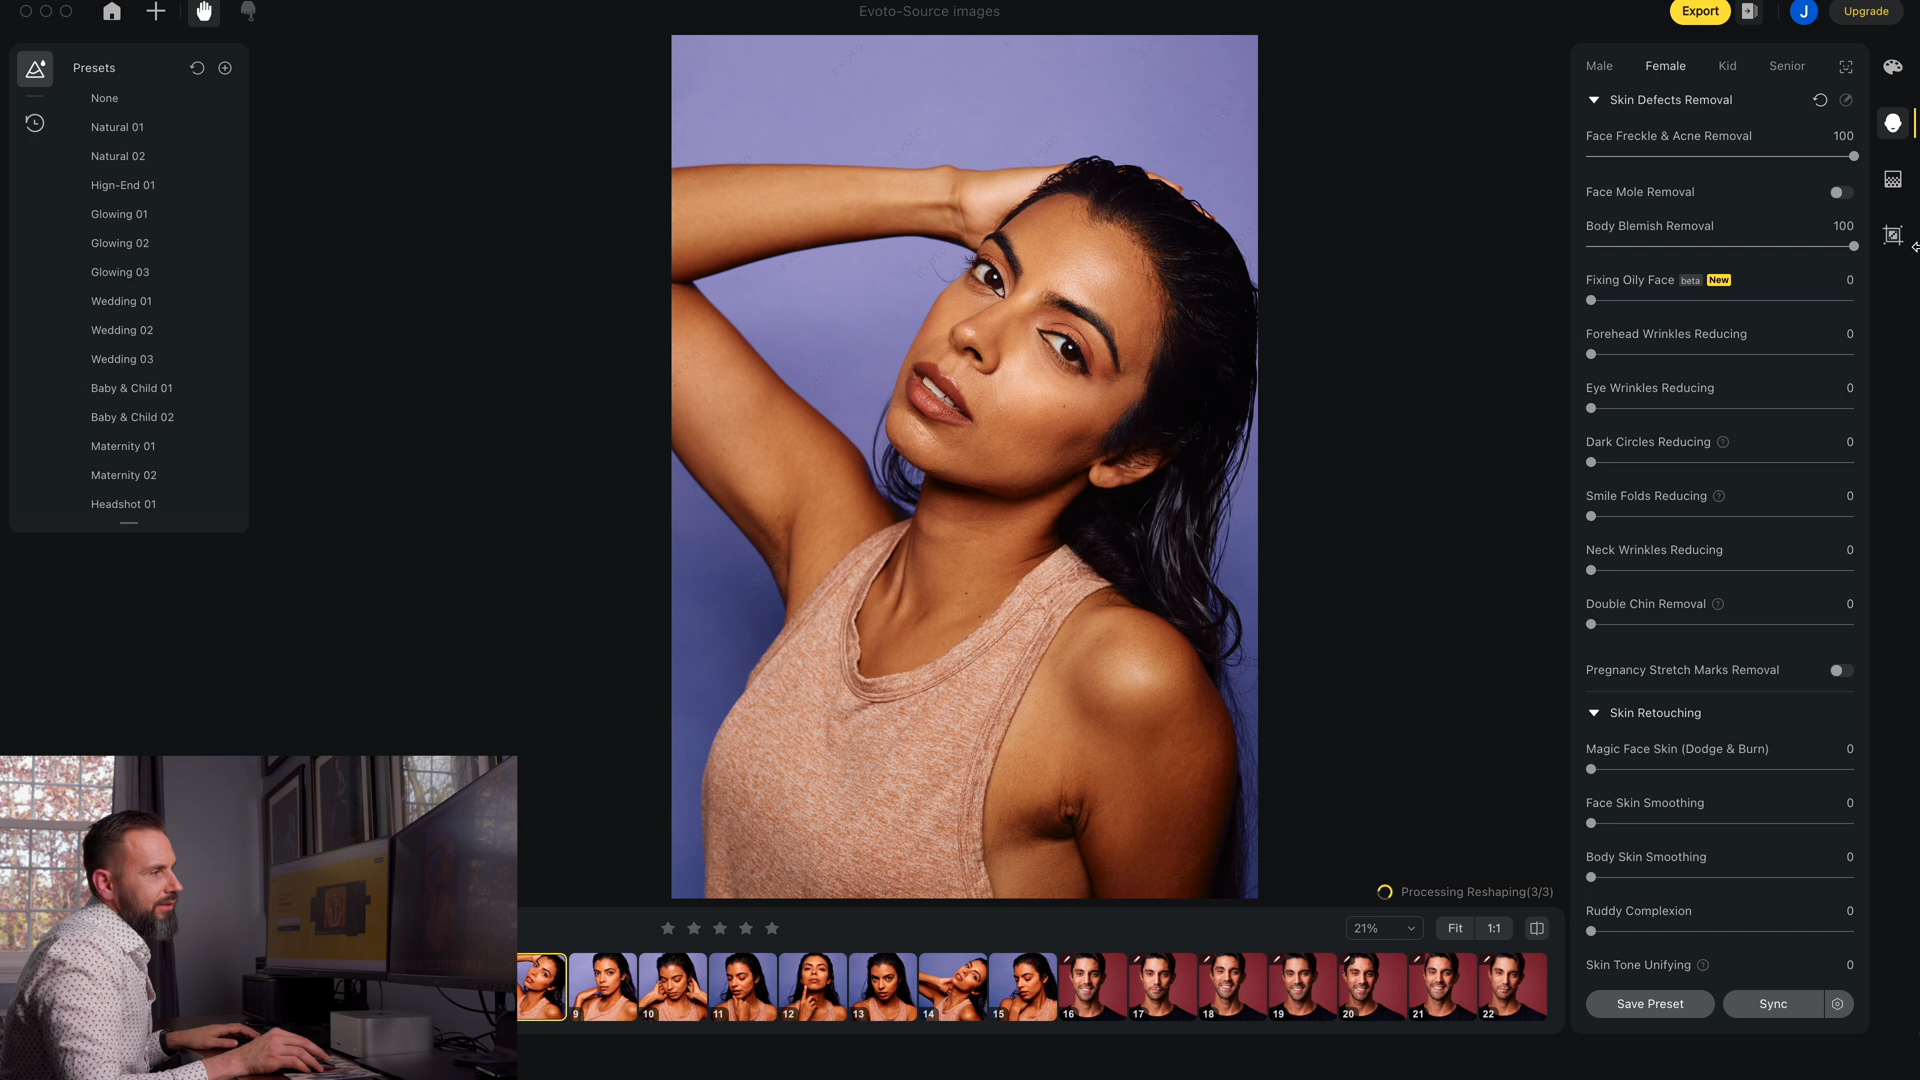 Evoto-Source images
Export
J
Upgrade
Presets
None
Natural 01
Natural 02
Hign-End 01
Glowing 01
Glowing 02
Glowing 03
Wedding 01
Wedding 02
Wedding 03
Baby & Child 01
Baby & Child 02
Maternity 01
Maternity 02
Headshot 01
Male Female Kid Senior
Skin Defects Removal
Face Freckle & Acne Removal 100
Face Mole Removal
Body Blemish Removal 100
Fixing Oily Face beta New 0
Forehead Wrinkles Reducing 0
Eye Wrinkles Reducing 0
Dark Circles Reducing ? 0
Smile Folds Reducing ? 0
Neck Wrinkles Reducing 0
Double Chin Removal ? 0
Pregnancy Stretch Marks Removal
Skin Retouching
Magic Face Skin (Dodge & Burn) 0
Face Skin Smoothing 0
Body Skin Smoothing 0
Ruddy Complexion 0
Skin Tone Unifying ? 0
Save Preset Sync
Processing Reshaping(3/3)
21% Fit 1:1
9 10 11 12 13 14 15 16 17 18 19 20 21 22